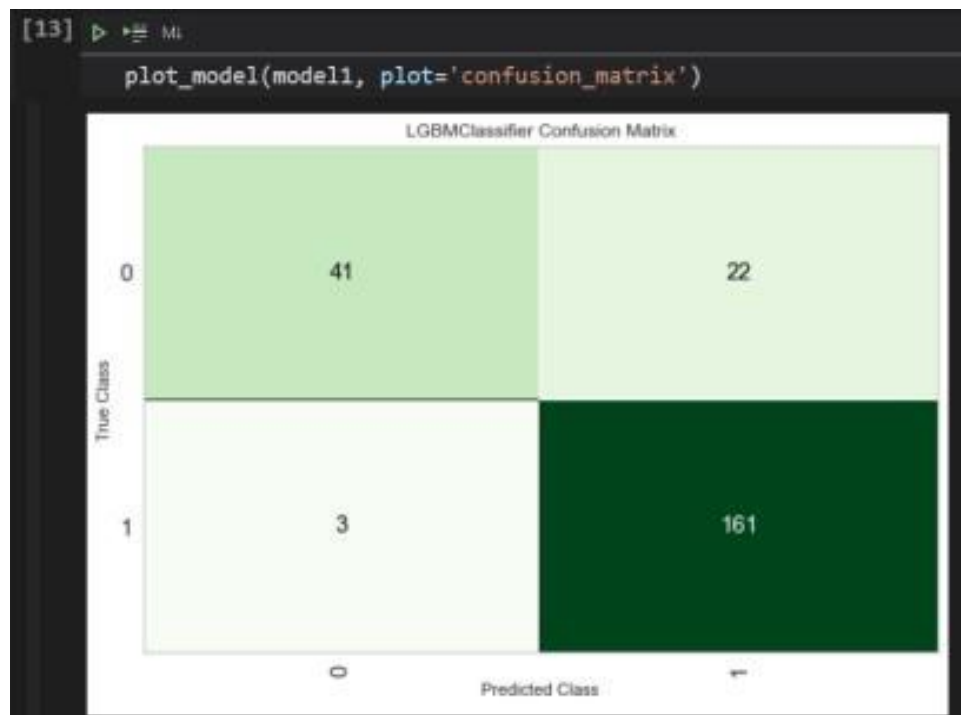 [13] M↓
plot_model(model1, plot='confusion_matrix')
LGBMClassifier Confusion Matrix
0 41 22
True Class
1 3 161
0 1
Predicted Class